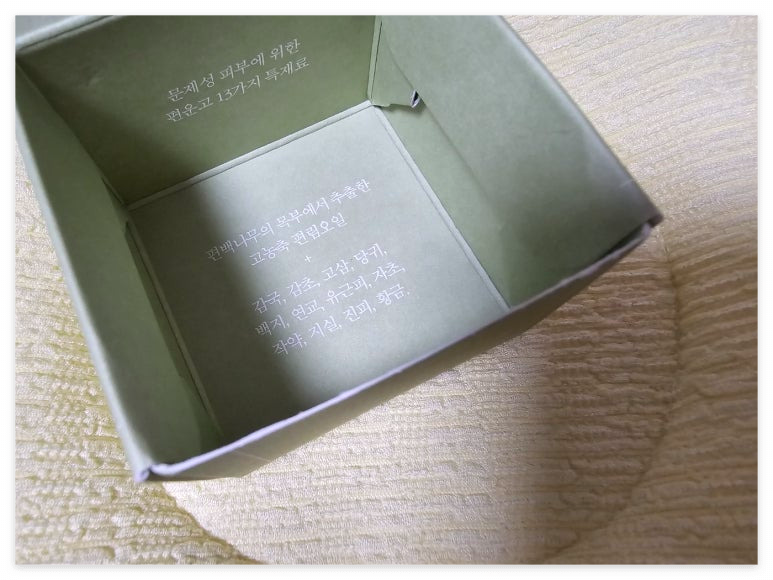 문제성 피부에 위한
편운고 13가지 특재료
편백나무의 목부에서 추출한
고농축 편림오일
+
감국, 감초, 고삼, 당귀,
백지, 연교, 유근피, 자초,
작약, 지실, 진피, 황금.